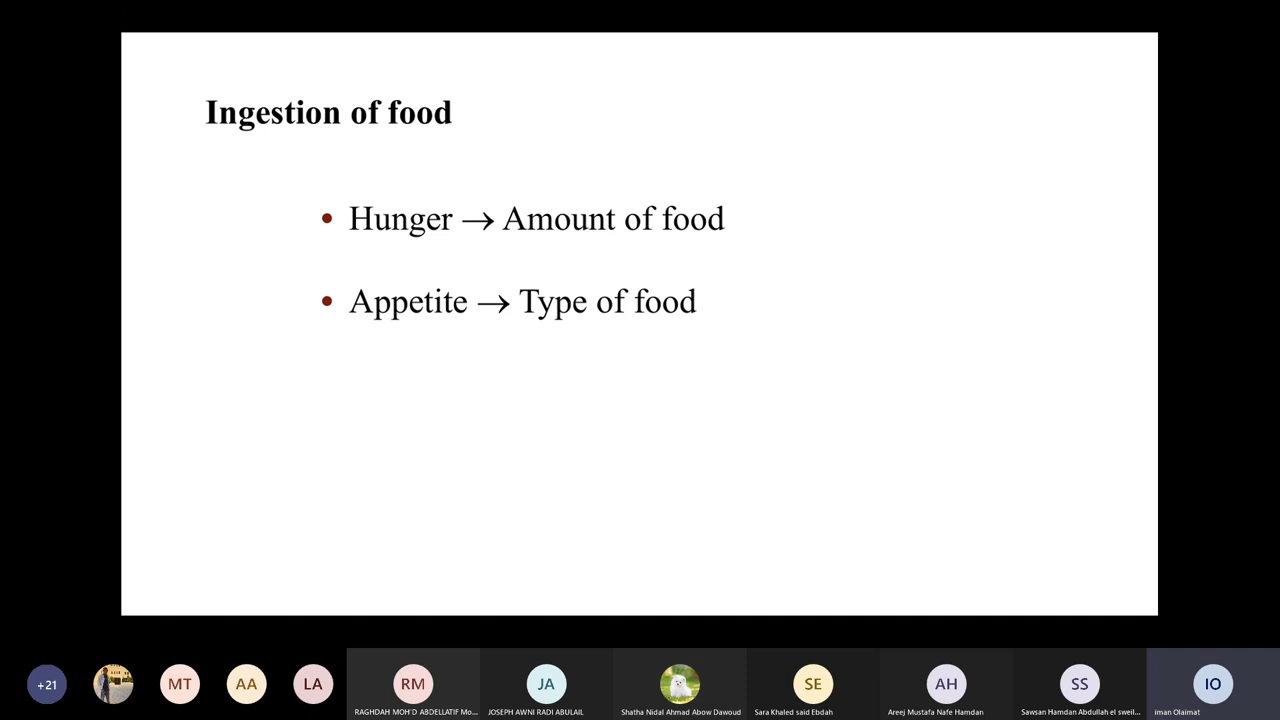 Ingestion of food
• Hunger → Amount of food
• Appetite → Type of food
+21
MT
AA
LA
RM
JA
SE
AH
SS
IO
RAGHDAH MOH'D ABDELLATIF Mo...
JOSEPH AWNI RADI ABULAIL
Shatha Nidal Ahmad Abow Dawoud
Sara Khaled said Ebdah
Areej Mustafa Nafe Hamdan
Sawsan Hamdan Abdullah el sweil...
iman Olaimat